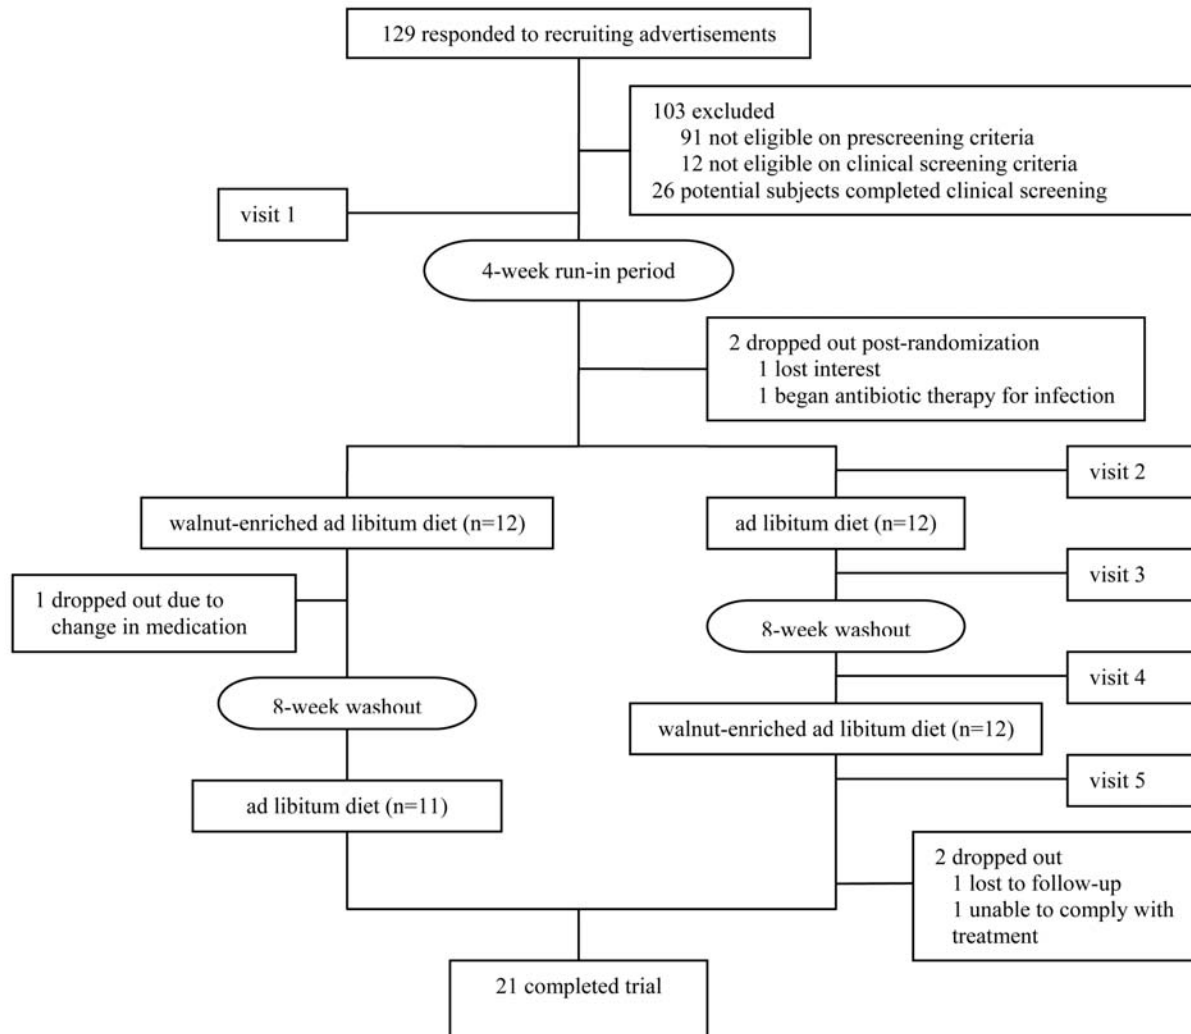 129 responded to recruiting advertisements
103 excluded
91 not eligible on prescreening criteria
12 not eligible on clinical screening criteria
26 potential subjects completed clinical screening
visit 1
4-week run-in period
2 dropped out post-randomization
1 lost interest
1 began antibiotic therapy for infection
visit 2
walnut-enriched ad libitum diet (n=12)
ad libitum diet (n=12)
visit 3
1 dropped out due to
change in medication
8-week washout
visit 4
8-week washout
walnut-enriched ad libitum diet (n=12)
visit 5
ad libitum diet (n=11)
2 dropped out
1 lost to follow-up
1 unable to comply with
treatment
21 completed trial